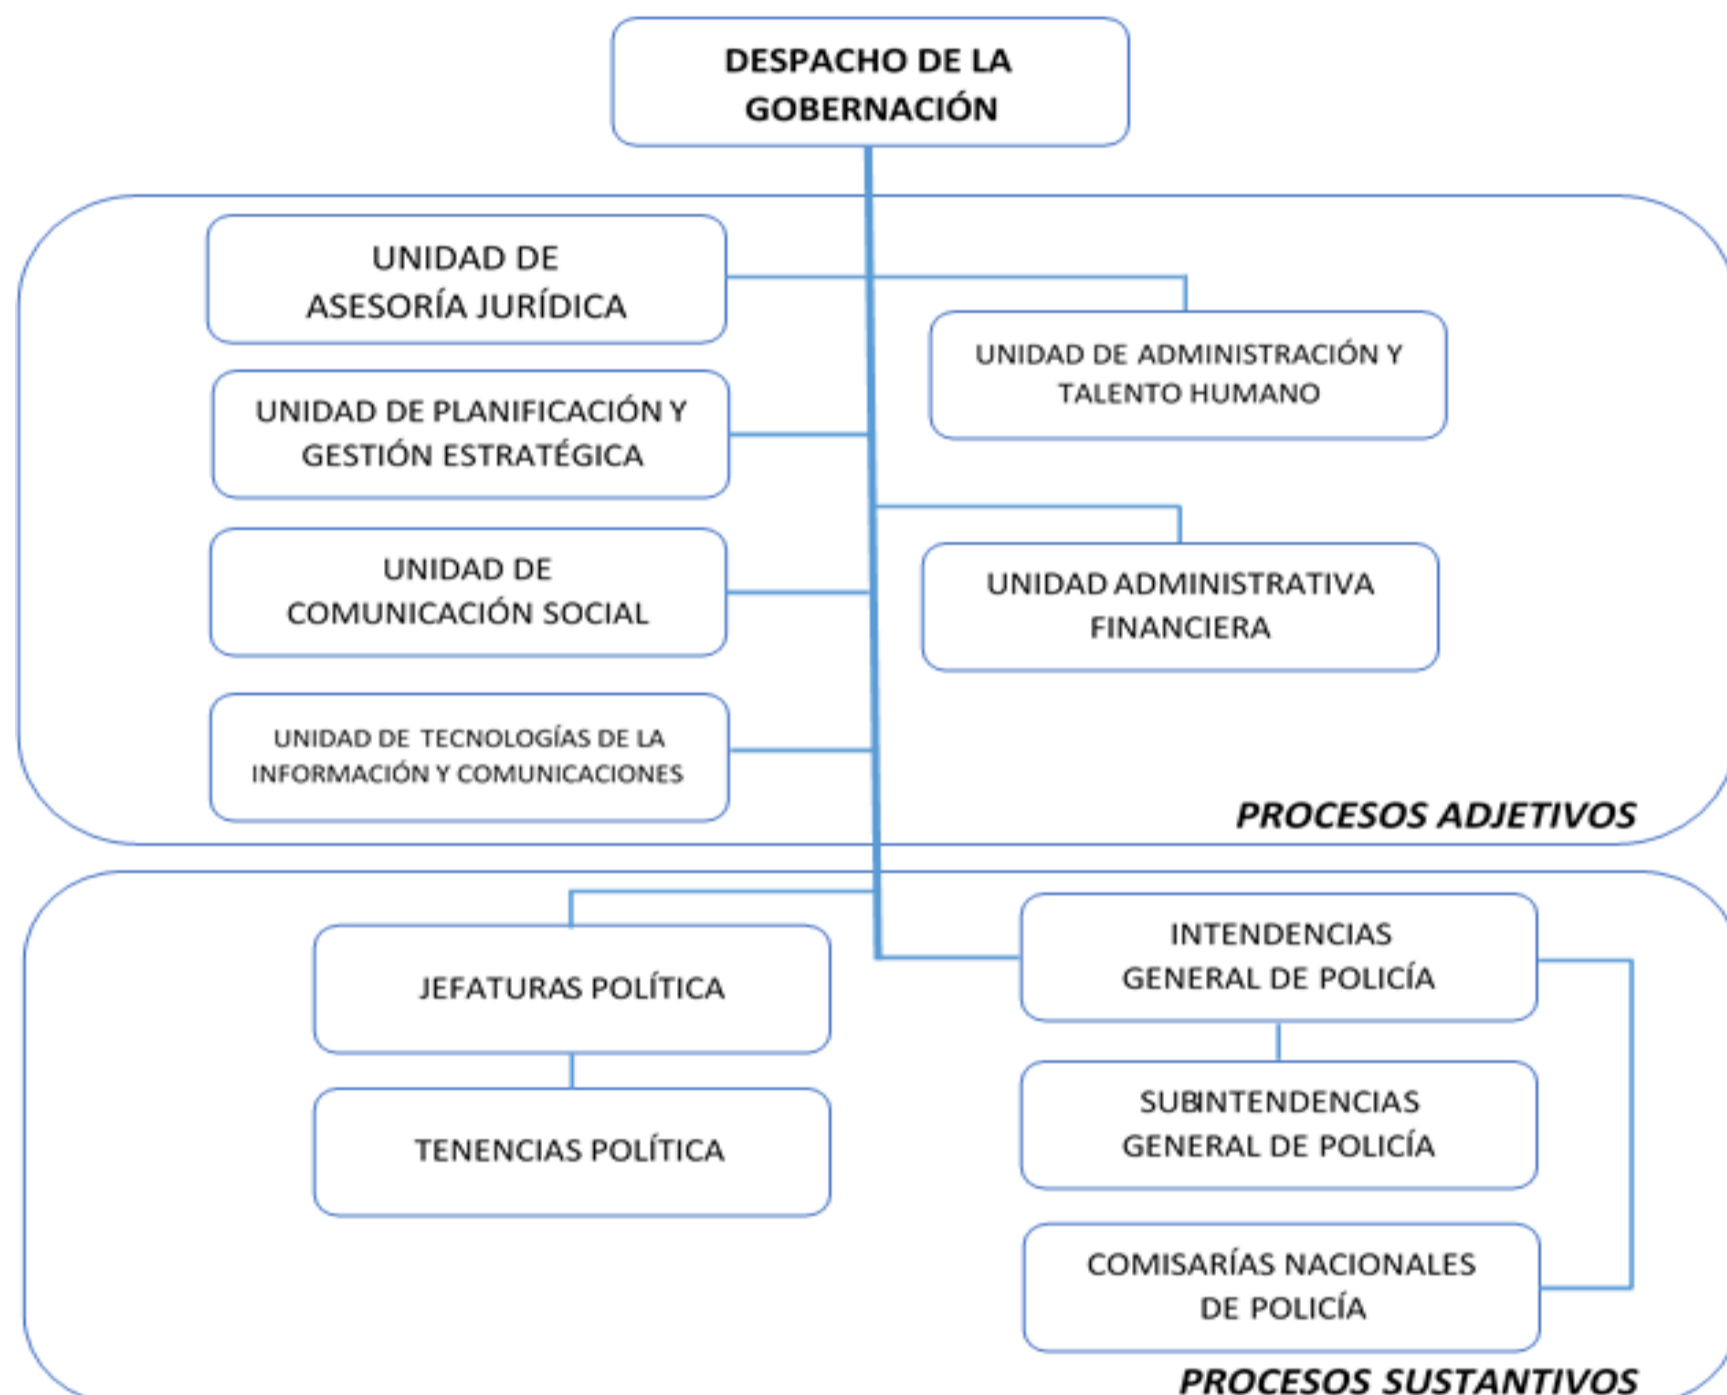 DESPACHO DE LA
GOBERNACIÓN
UNIDAD DE
ASESORÍA JURÍDICA
UNIDAD DE ADMINISTRACIÓN Y
TALENTO HUMANO
UNIDAD DE PLANIFICACIÓN Y
GESTIÓN ESTRATÉGICA
UNIDAD DE
COMUNICACIÓN SOCIAL
UNIDAD ADMINISTRATIVA
FINANCIERA
UNIDAD DE TECNOLOGÍAS DE LA
INFORMACIÓN Y COMUNICACIONES
PROCESOS ADJETIVOS
JEFATURAS POLÍTICA
TENENCIAS POLÍTICA
INTENDENCIAS
GENERAL DE POLICÍA
SUBINTENDENCIAS
GENERAL DE POLICÍA
COMISARÍAS NACIONALES
DE POLICÍA
PROCESOS SUSTANTIVOS